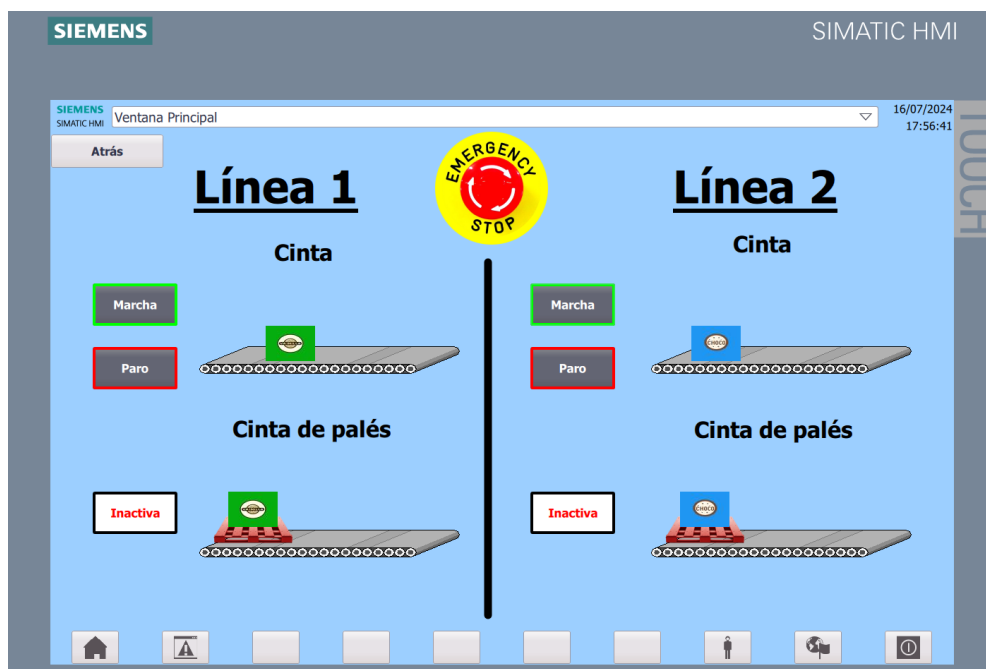 SIEMENS
SIMATIC HMI
TOUCH
SIEMENS
SIMATIC HMI
Ventana Principal
16/07/2024
17:56:41
Atrás
EMERGENCY
STOP
Línea 1
Línea 2
Cinta
Cinta
Marcha
Marcha
CHOCO
Paro
Paro
Cinta de palés
Cinta de palés
Inactiva
Inactiva
CHOCO